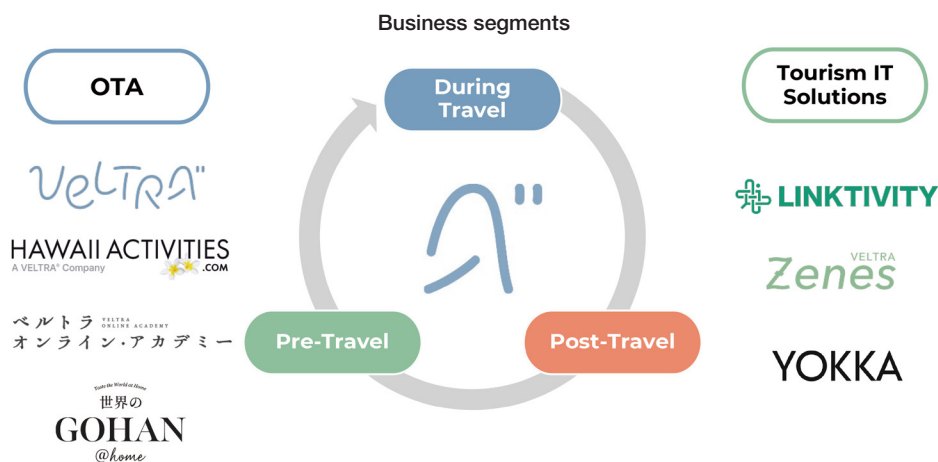 Business segments
OTA
VELTRA
HAWAII ACTIVITIES
A VELTRA® Company
.COM
ベルトラ VELTRA
ONLINE ACADEMY
オンライン・アカデミー
Taste the World at Home
世界の
GOHAN
@home
During
Travel
Pre-Travel
Post-Travel
Tourism IT
Solutions
LINKTIVITY
VELTRA
Zenes
YOKKA